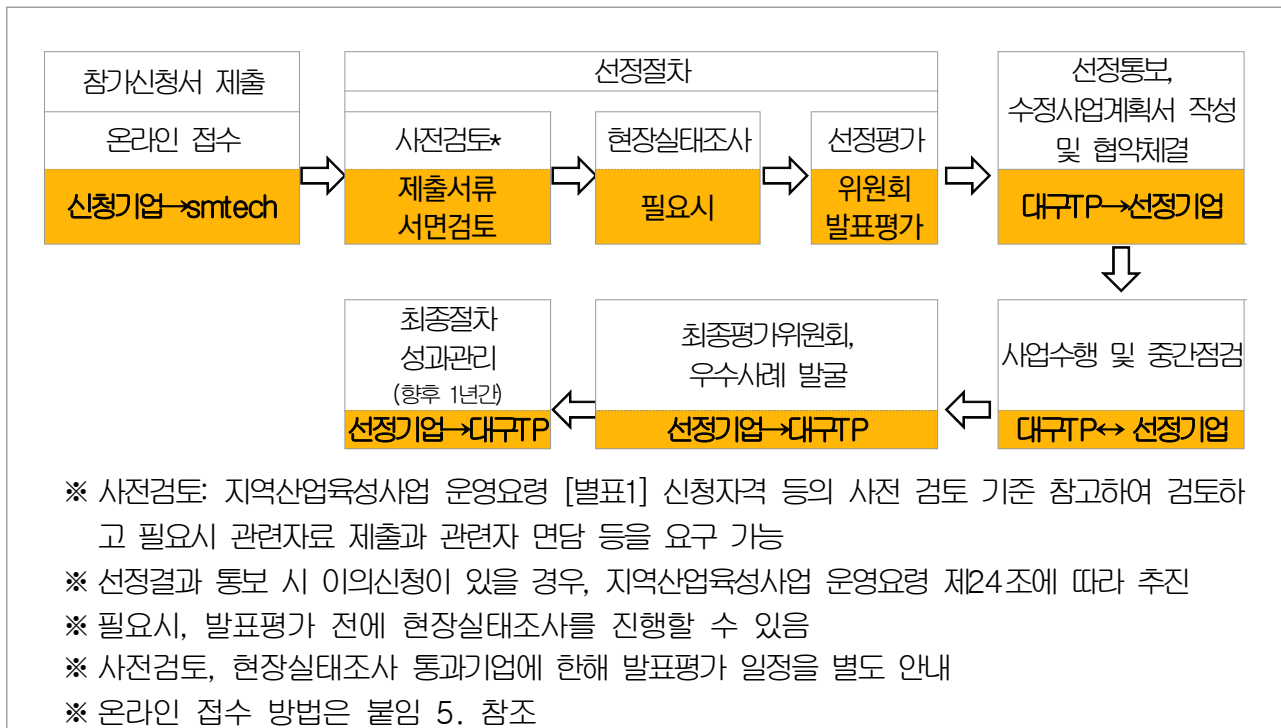 참가신청서 제출
온라인 접수
신청기업→smtech
선정절차
사전검토*
제출서류
서면검토
현장실태조사
필요시
선정평가
위원회
발표평가
선정통보,
수정사업계획서 작성
및 협약체결
대구TP→선정기업
사업수행 및 중간점검
대구TP↔ 선정기업
최종평가위원회,
우수사례 발굴
선정기업→대구TP
최종절차
성과관리
(향후 1년간)
선정기업→대구TP
※ 사전검토: 지역산업육성사업 운영요령 [별표1] 신청자격 등의 사전 검토 기준 참고하여 검토하
고 필요시 관련자료 제출과 관련자 면담 등을 요구 가능
※ 선정결과 통보 시 이의신청이 있을 경우, 지역산업육성사업 운영요령 제24조에 따라 추진
※ 필요시, 발표평가 전에 현장실태조사를 진행할 수 있음
※ 사전검토, 현장실태조사 통과기업에 한해 발표평가 일정을 별도 안내
※ 온라인 접수 방법은 붙임 5. 참조